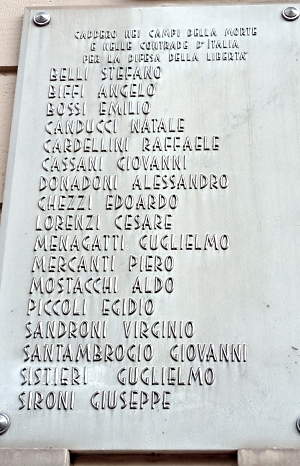 CADDERO NEI CAMPI DELLA MORTE
E NELLE CONTRADE D'ITALIA
PER LA DIFESA DELLA LIBERTA'
BELLI STEFANO
BIFFI ANGELO
BOSSI EMILIO
CANDUCCI NATALE
CARDELLINI RAFFAELE
CASSANI GIOVANNI
DONADONI ALESSANDRO
GHEZZI EDOARDO
LORENZI CESARE
MENAGATTI GUGLIELMO
MERCANTI PIERO
MOSTACCHI ALDO
PICCOLI EGIDIO
SANDRONI VIRGINIO
SANTAMBROGIO GIOVANNI
SISTIERI GUGLIELMO
SIRONI GIUSEPPE